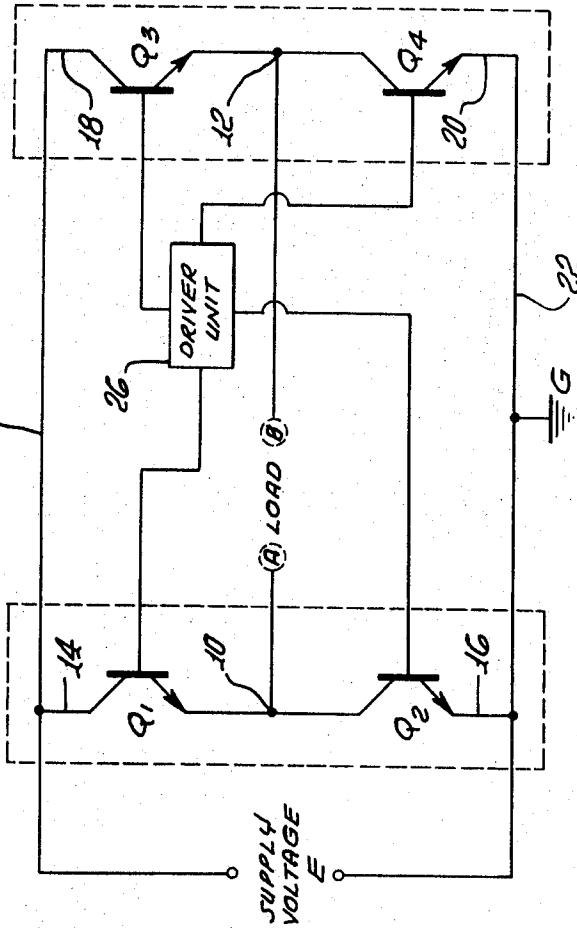 18
Q3
12
Q4
20
22
26
DRIVER
UNIT
G
(A) LOAD (B)
14
Q1
10
Q2
16
SUPPLY
VOLTAGE
E